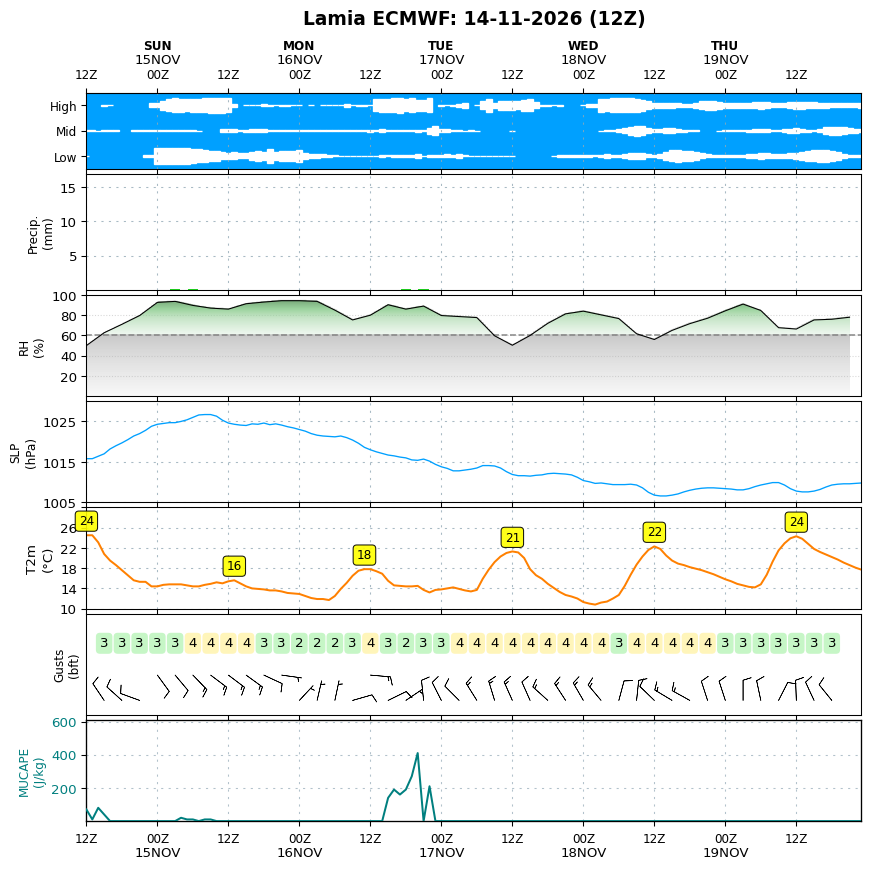 Lamia ECMWF: 14-11-2026 (12Z)
SUN MON TUE WED THU
15NOV 16NOV 17NOV 18NOV 19NOV
12Z 00Z 12Z 00Z 12Z 00Z 12Z 00Z 12Z 00Z 12Z
High
Mid
Low
Precip.
(mm)
15
10
5
RH
(%)
100
80
60
40
20
SLP
(hPa)
1025
1015
1005
T2m
(°C)
26
22
18
14
10
24 16 18 21 22 24
Gusts
(bft)
3 3 3 3 3 4 4 4 4 3 3 2 2 2 3 4 3 2 3 3 4 4 4 4 4 4 4 4 4 3 4 4 4 4 4 3 3 3 3 3 3 3
MUCAPE
(J/kg)
600
400
200
12Z 00Z 12Z 00Z 12Z 00Z 12Z 00Z 12Z 00Z 12Z
15NOV 16NOV 17NOV 18NOV 19NOV